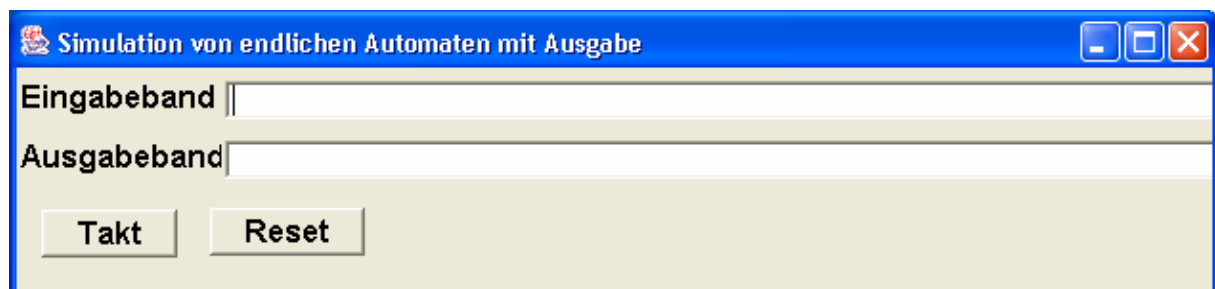 Simulation von endlichen Automaten mit Ausgabe
Eingabeband
Ausgabeband
Takt Reset